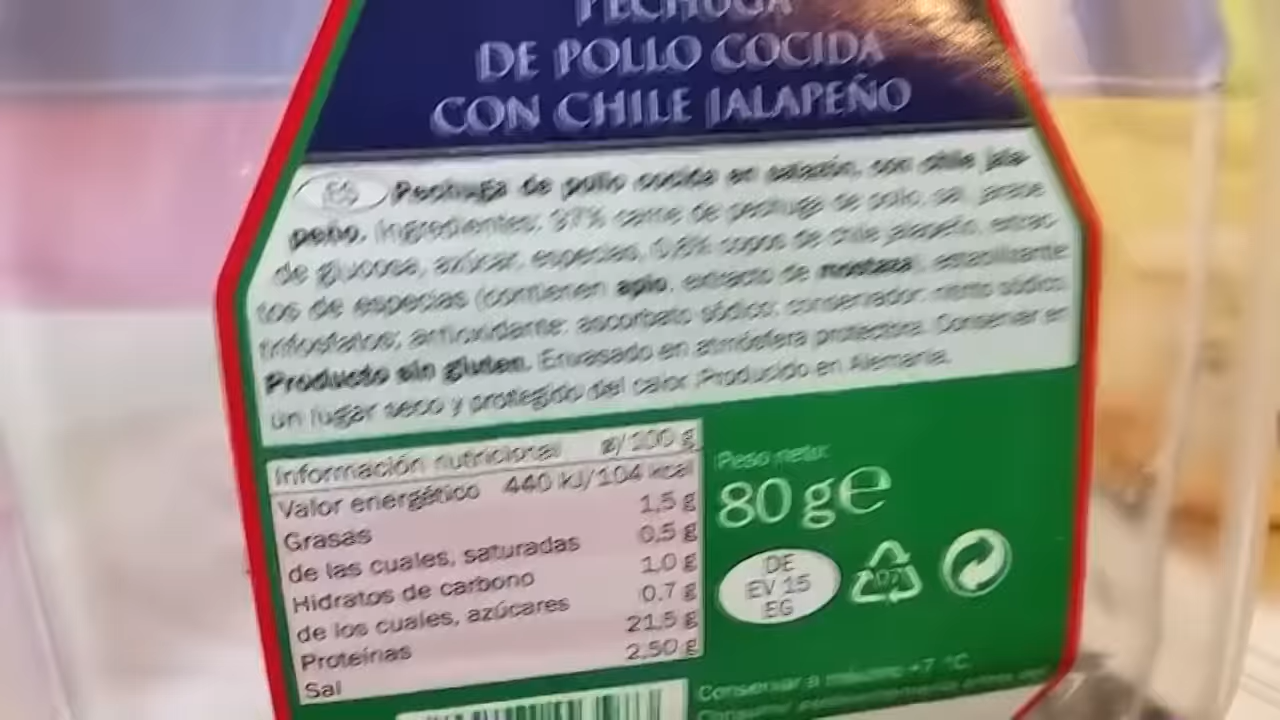 PECHUGA
DE POLLO COCIDA
CON CHILE JALAPEÑO
ES Pechuga de pollo cocida en salazón, con chile jala-
peño. Ingredientes: 97% carne de pechuga de pollo, sal, jarabe
de glucosa, azúcar, especias, 0,8% copos de chile jalapeño, extrac-
tos de especias (contienen apio, extracto de mostaza), estabilizante:
trifosfatos; antioxidante: ascorbato sódico; conservador: nitrito sódico.
Producto sin gluten. Envasado en atmósfera protectora. Conservar en
un lugar seco y protegido del calor. Producido en Alemania.
Información nutricional g/100 g
Valor energético 440 kJ/104 kcal
Grasas 1,5 g
de las cuales, saturadas 0,5 g
Hidratos de carbono 1,0 g
de los cuales, azúcares 0,7 g
Proteínas 21,5 g
Sal 2,50 g
Peso neto:
80 g e
DE
EV 15
EG
07
Conservar a máximo +7 °C